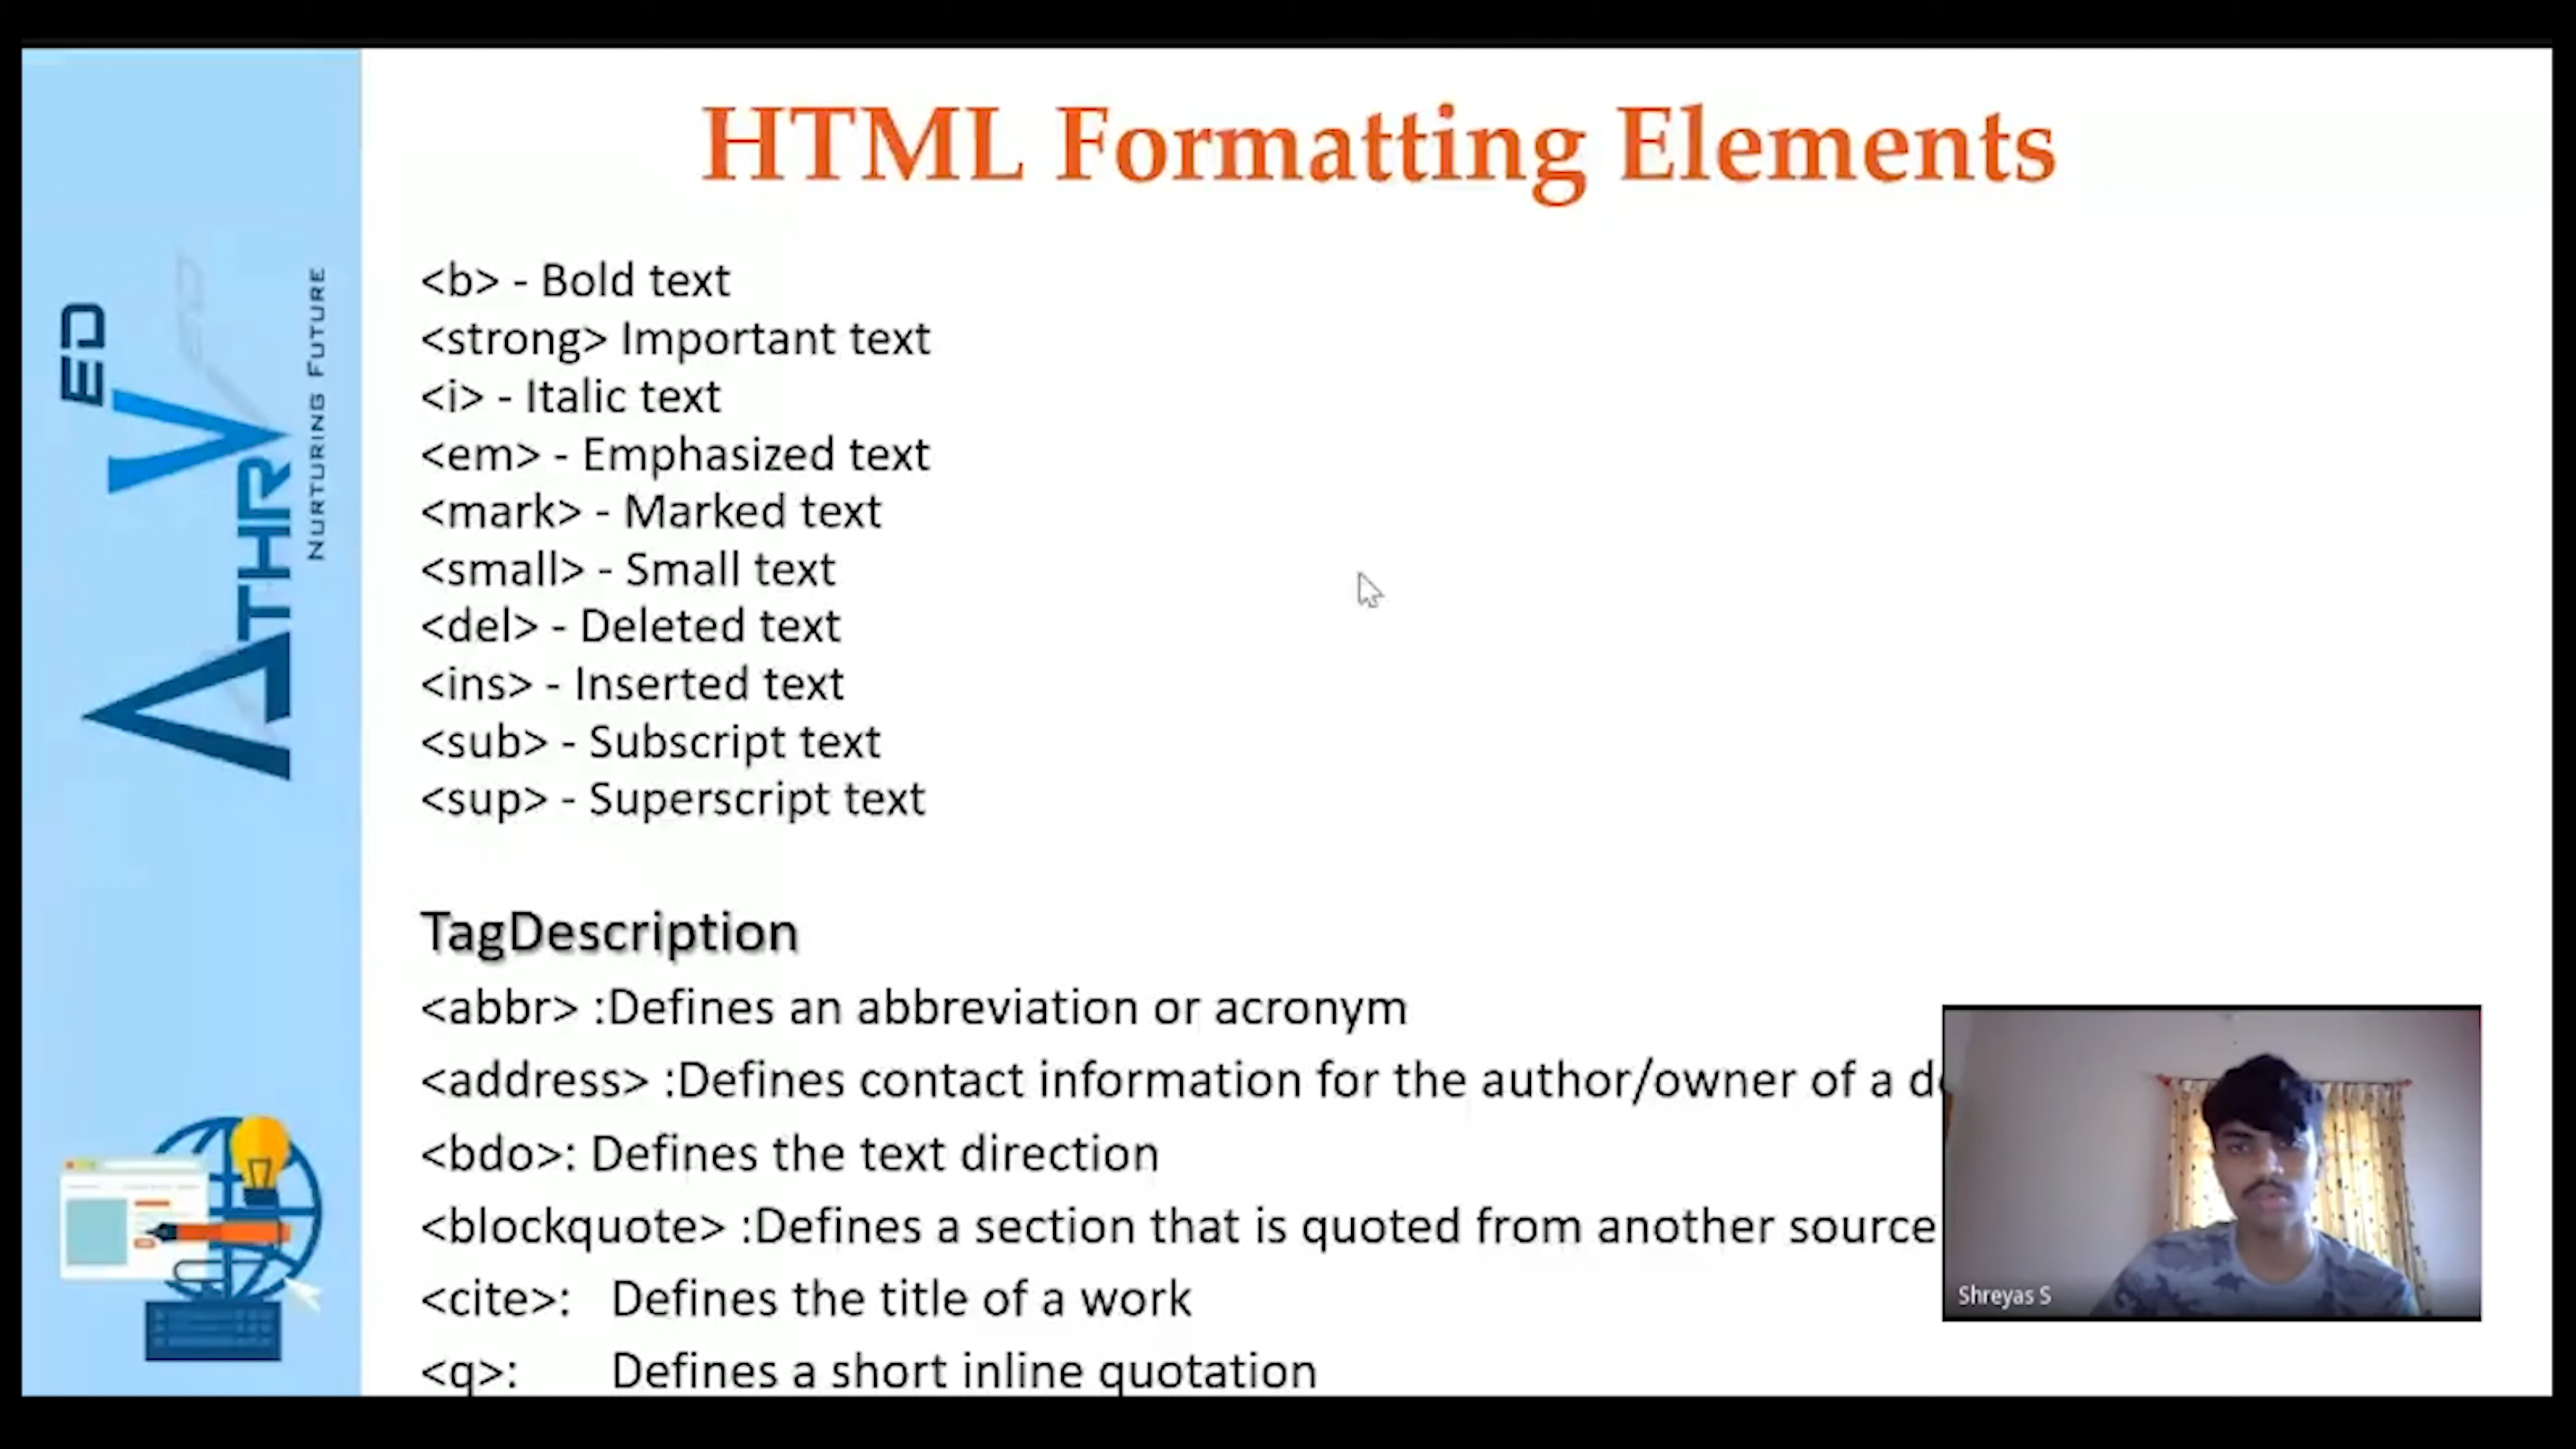 HTML Formatting Elements
<b> - Bold text
<strong> Important text
<i> - Italic text
<em> - Emphasized text
<mark> - Marked text
<small> - Small text
<del> - Deleted text
<ins> - Inserted text
<sub> - Subscript text
<sup> - Superscript text
TagDescription
<abbr> :Defines an abbreviation or acronym
<address> :Defines contact information for the author/owner of a
<bdo>: Defines the text direction
<blockquote> :Defines a section that is quoted from another source
<cite>: Defines the title of a work
<q>: Defines a short inline quotation
ATHRV ED
NURTURING FUTURE
Shreyas S